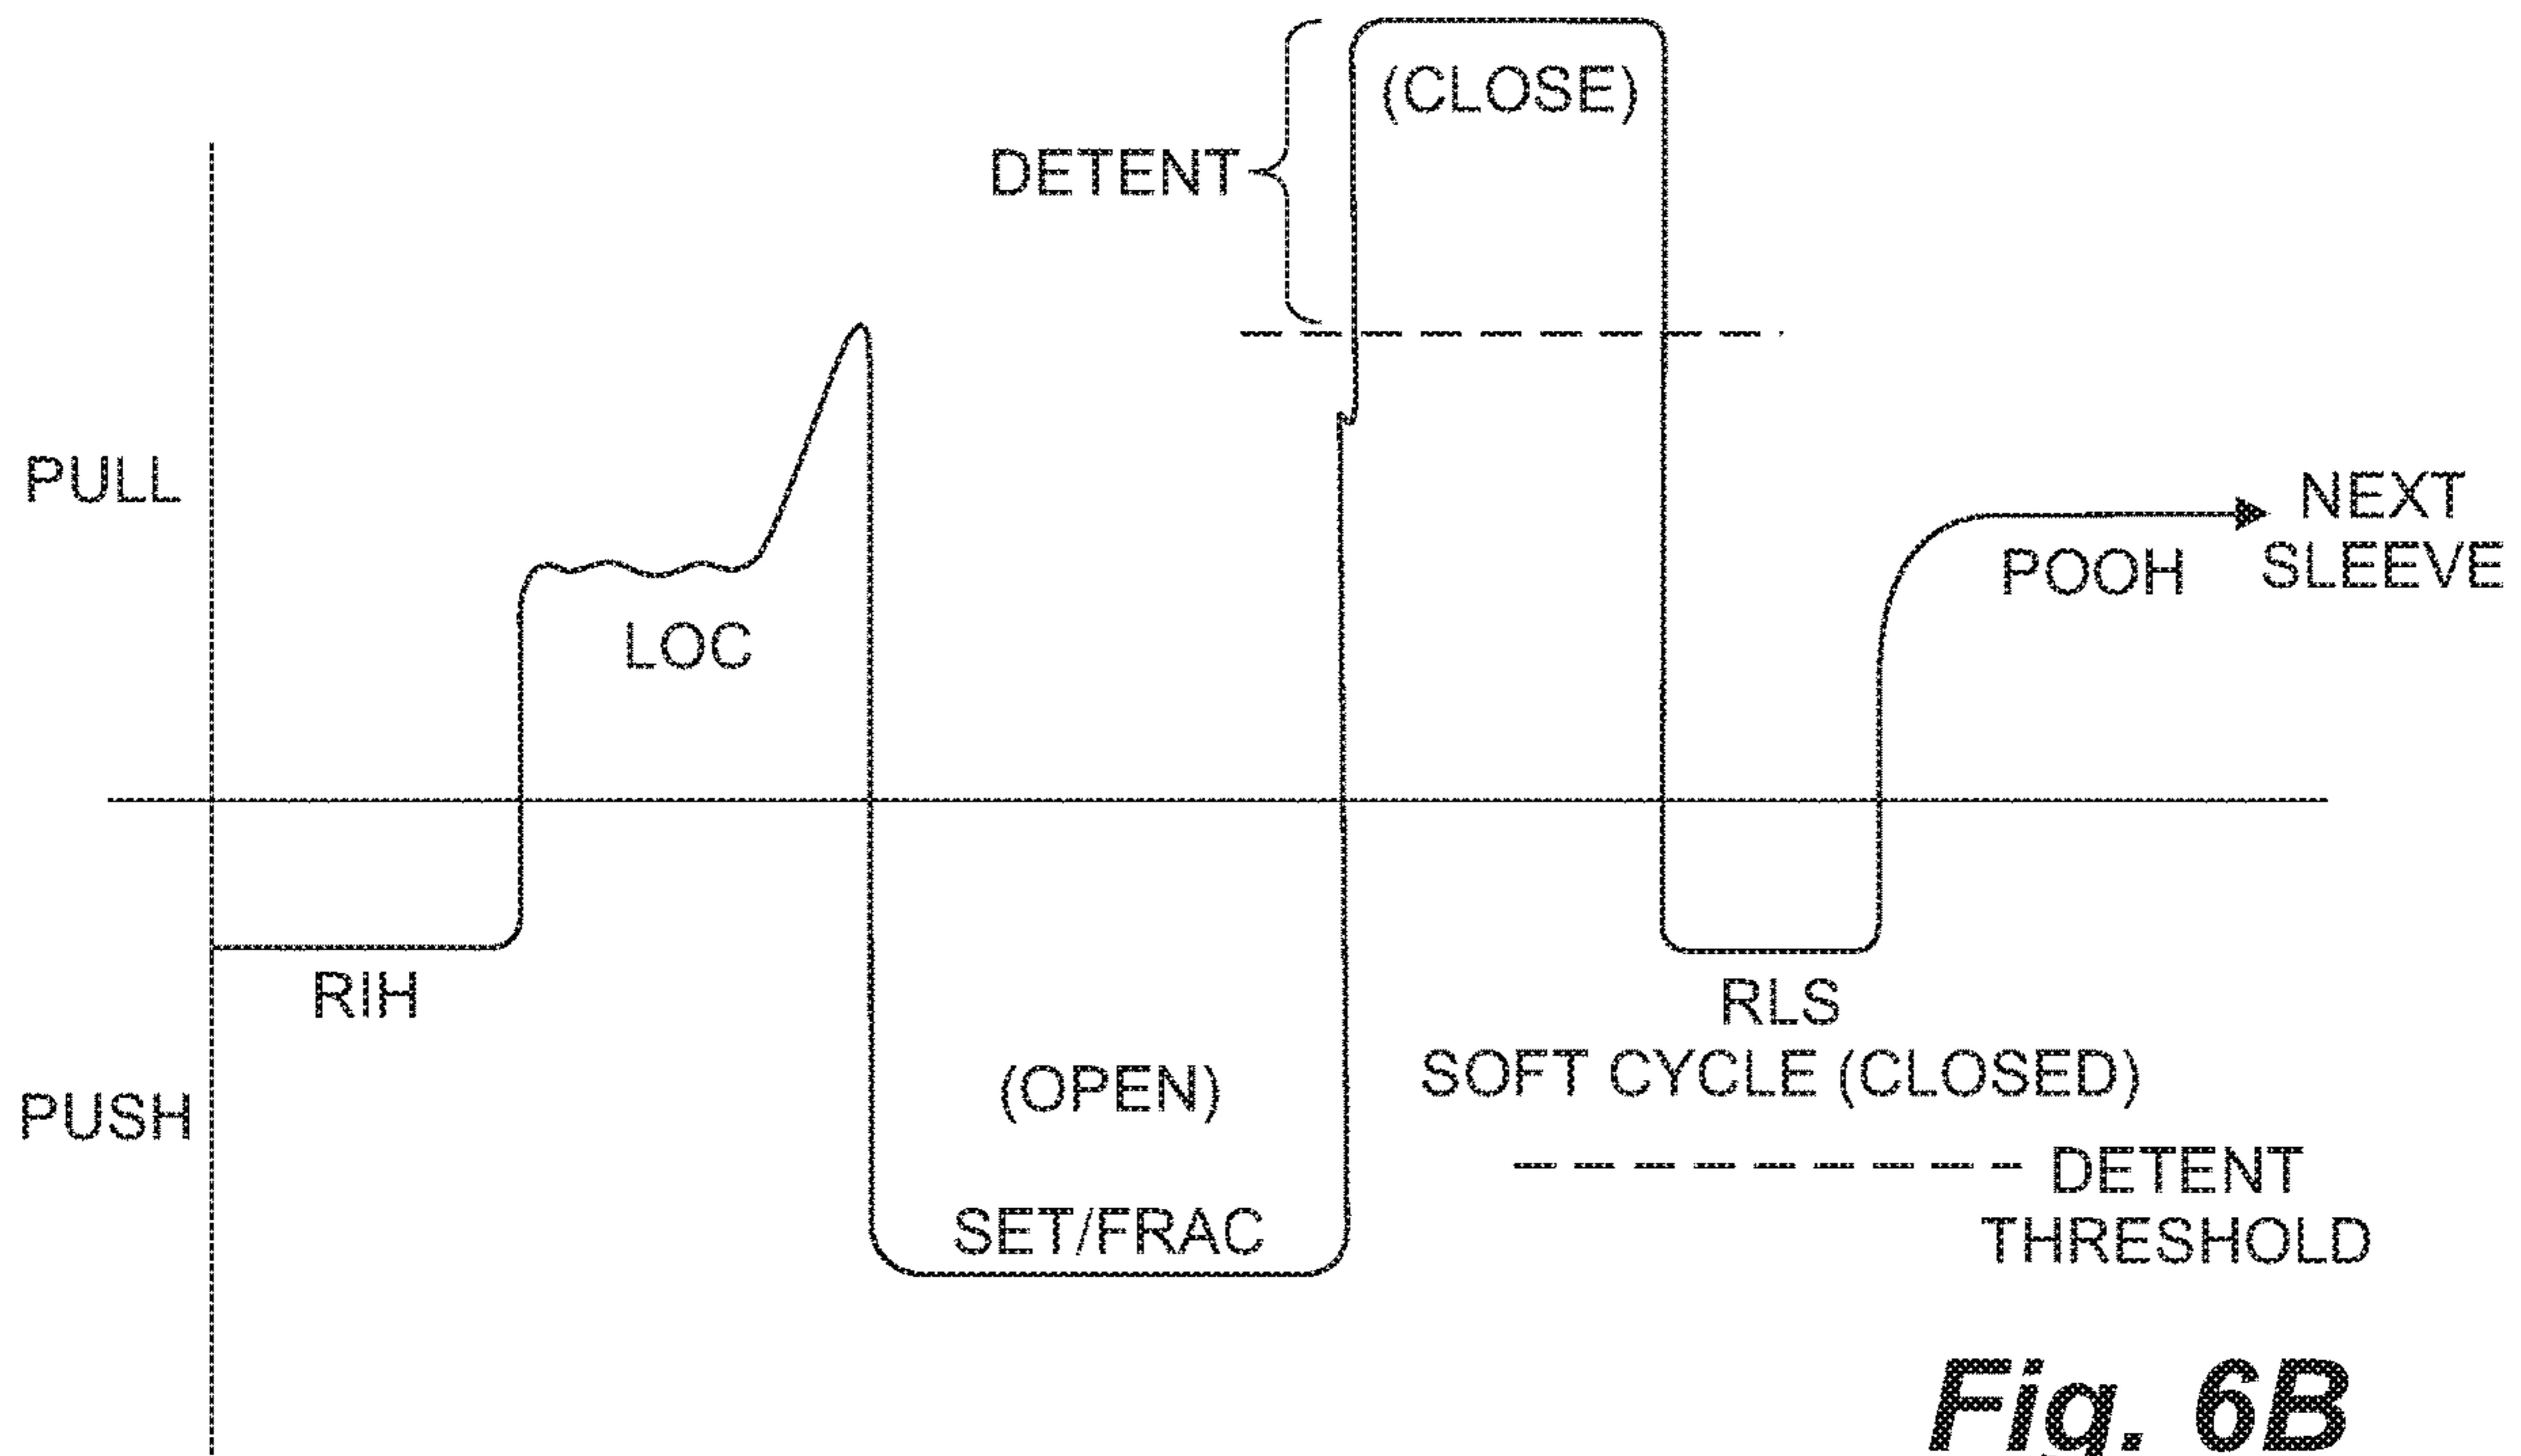 (CLOSE)
DETENT
PULL
NEXT
SLEEVE
POOH
LOC
RIH
RLS
SOFT CYCLE (CLOSED)
(OPEN)
PUSH
DETENT
THRESHOLD
SET/FRAC
Fig. 6B